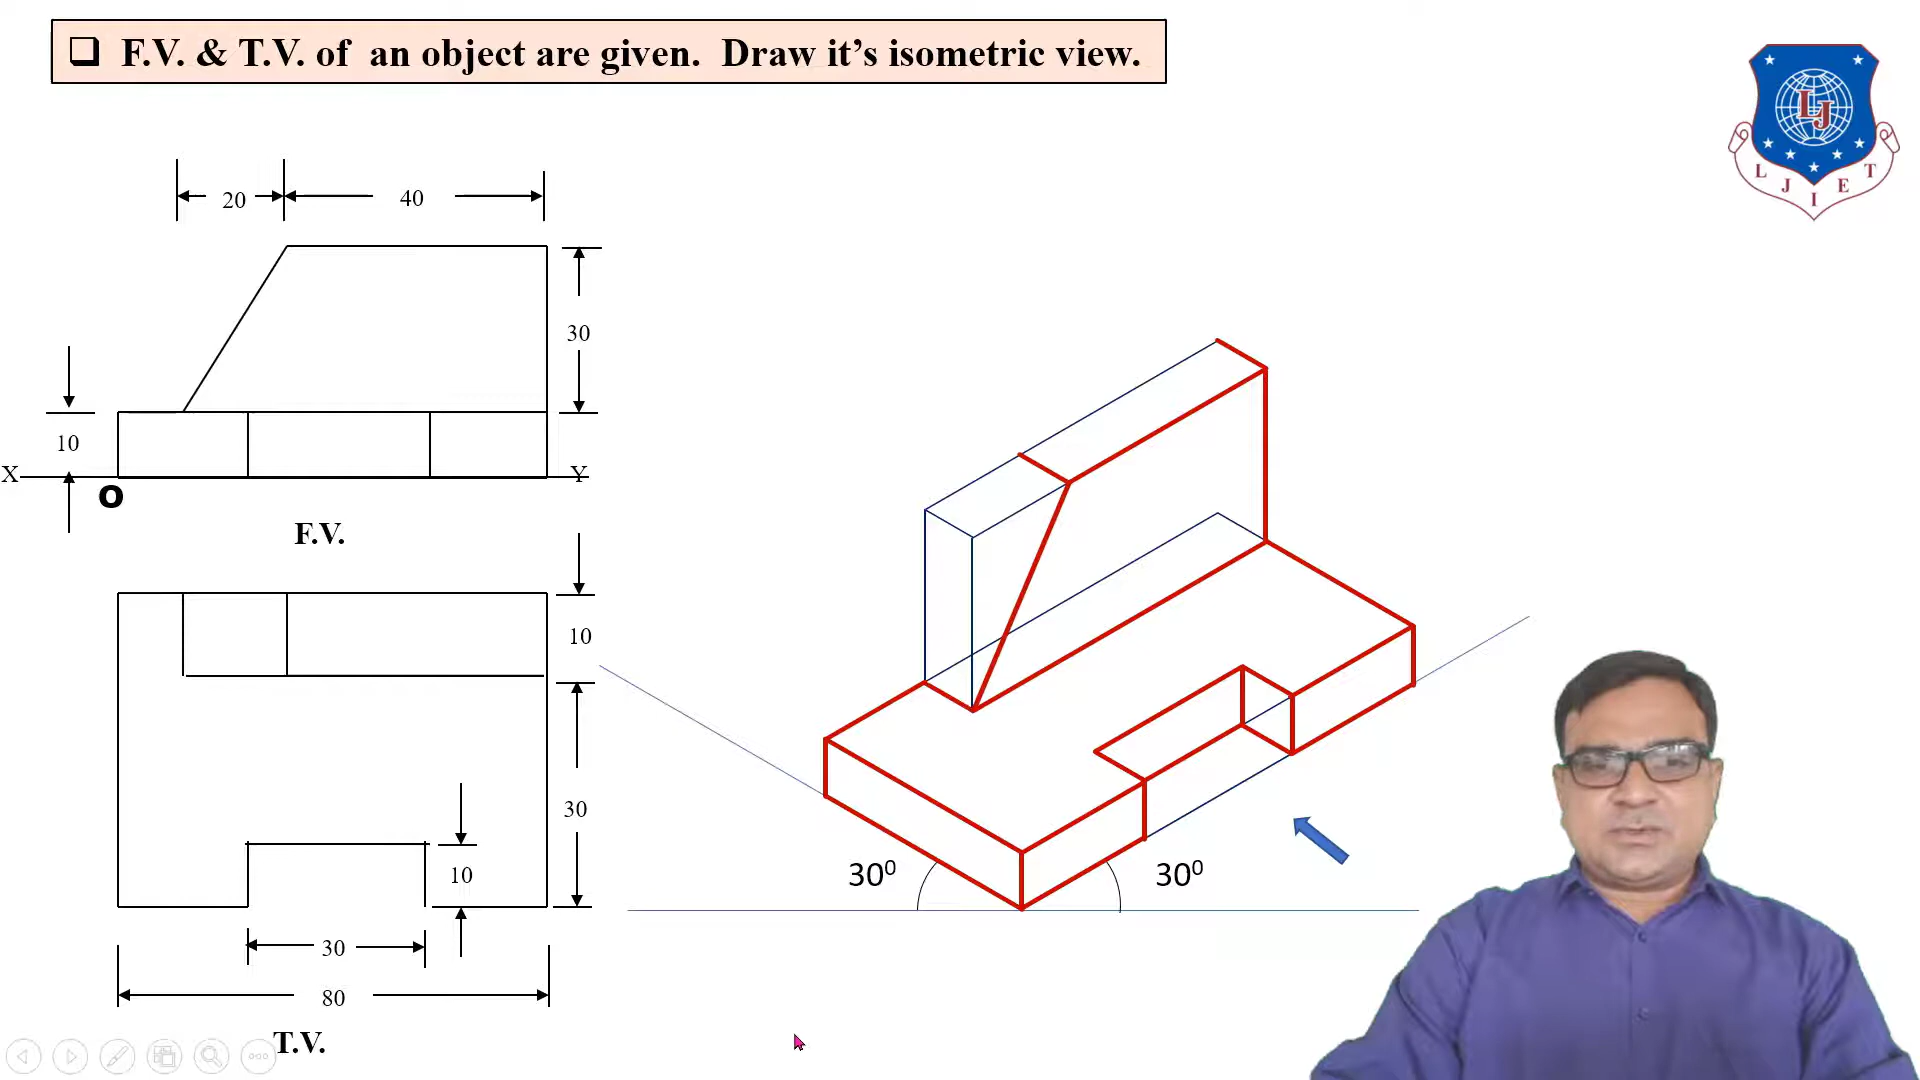 ❑ F.V. & T.V. of an object are given. Draw it’s isometric view.
LJ
L J I E T
20
40
30
10
X
Y
O
F.V.
10
30
10
30
80
T.V.
30⁰
30⁰